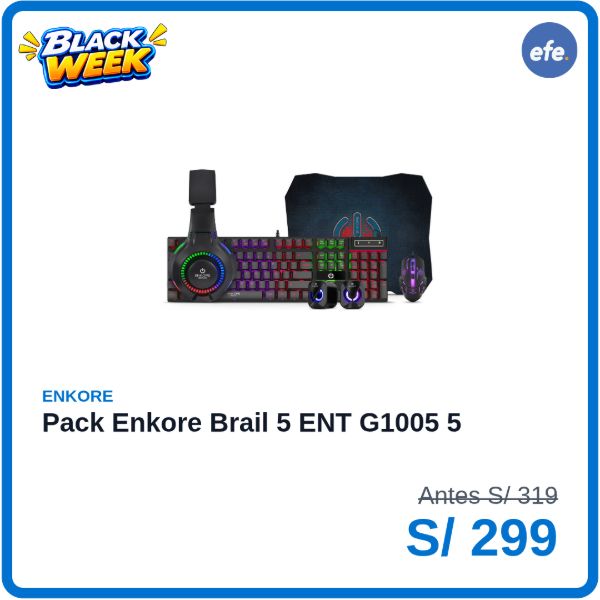 BLACK
WEEK
efe.
ENKORE
Pack Enkore Brail 5 ENT G1005 5
Antes S/ 319
S/ 299